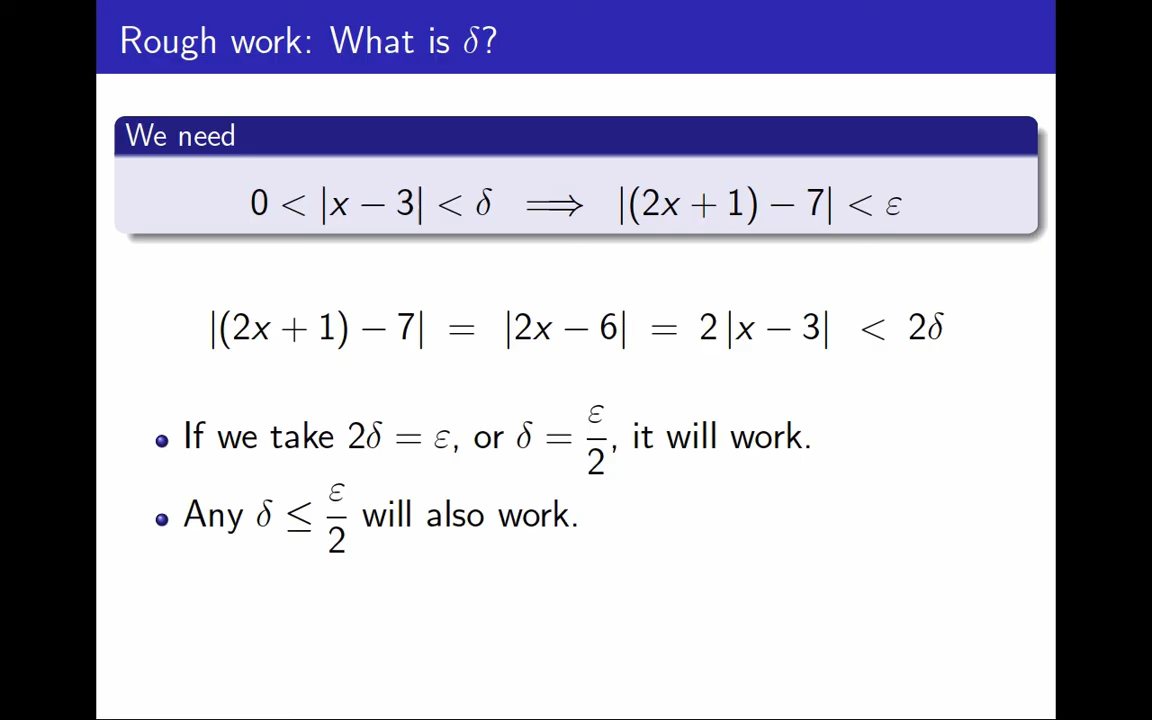 Rough work: What is δ?
We need
0 < |x − 3| < δ ⟹ |(2x + 1) − 7| < ε
|(2x + 1) − 7| = |2x − 6| = 2 |x − 3| < 2δ
If we take 2δ = ε, or δ = ε/2, it will work.
Any δ ≤ ε/2 will also work.